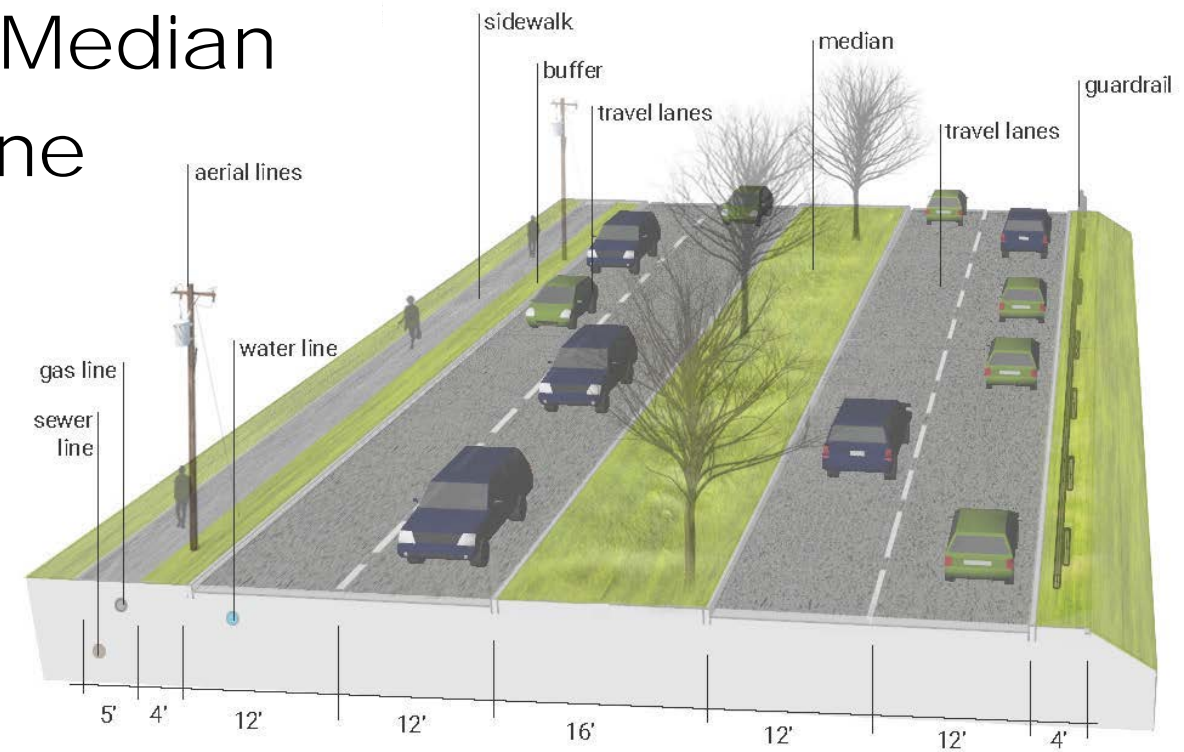 Median
ne
sidewalk
median
buffer
guardrail
travel lanes
travel lanes
aerial lines
water line
gas line
sewer
line
5'
4'
12'
12'
16'
12'
12'
4'